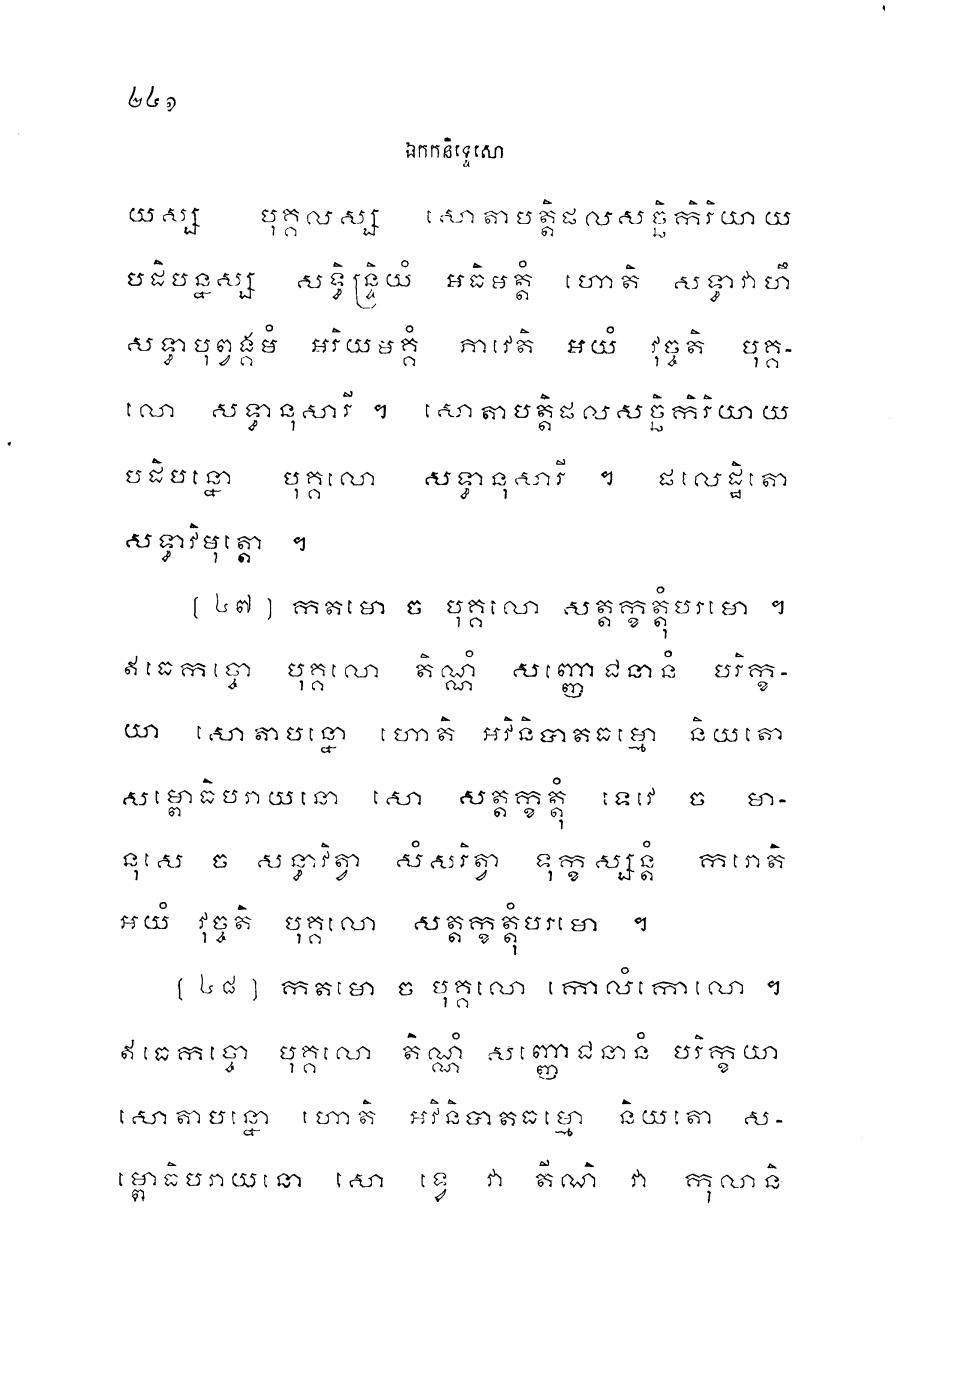 ២៤១
ឯកកនិទ្ទេសោ
យស្ស បុគ្គលស្ស សោតាបត្តិផលសច្ឆិកិរិយាយ
បដិបន្នស្ស សទ្ធិន្ទ្រិយំ អធិមត្តំ ហោតិ សទ្ធាវាហឹ
សទ្ធាបុព្វង្គមំ អរិយមគ្គំ ភាវេតិ អយំ វុច្ចតិ បុគ្គ-
លោ សទ្ធានុសារី ។ សោតាបត្តិផលសច្ឆិកិរិយាយ
បដិបន្នោ បុគ្គលោ សទ្ធានុសារី ។ ផលេដ្ឋិតោ
សទ្ធាវិមុត្តោ ។
(៤៧) កតមោ ច បុគ្គលោ សត្តក្ខត្តុំបរមោ ។
ឥធេកច្ចោ បុគ្គលោ តិណ្ណំ សញ្ញោជនានំ បរិក្ខ-
យា សោតាបន្នោ ហោតិ អវិនិបាតធម្មោ និយតោ
សម្ពោធិបរាយនោ សោ សត្តក្ខត្តុំ ទេវេ ច មា-
នុសេ ច សន្ធាវិត្វា សំសរិត្វា ទុក្ខស្សន្តំ ករោតិ
អយំ វុច្ចតិ បុគ្គលោ សត្តក្ខត្តុំបរមោ ។
(៤៨) កតមោ ច បុគ្គលោ កោលំកោលោ ។
ឥធេកច្ចោ បុគ្គលោ តិណ្ណំ សញ្ញោជនានំ បរិក្ខយា
សោតាបន្នោ ហោតិ អវិនិបាតធម្មោ និយតោ ស-
ម្ពោធិបរាយនោ សោ ទ្វេ វា តីណិ វា កុលានិ